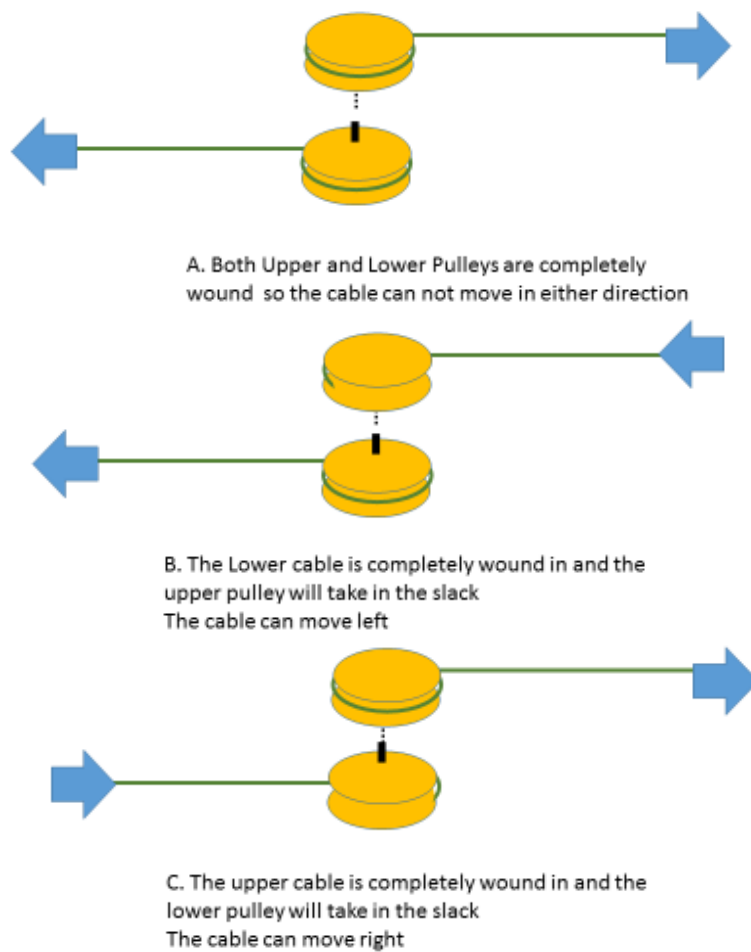 A. Both Upper and Lower Pulleys are completely
wound so the cable can not move in either direction
B. The Lower cable is completely wound in and the
upper pulley will take in the slack
The cable can move left
C. The upper cable is completely wound in and the
lower pulley will take in the slack
The cable can move right